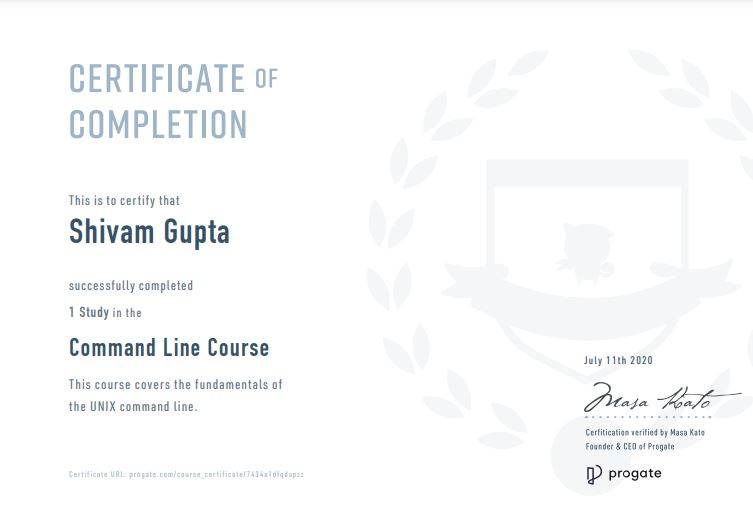 CERTIFICATE OF
COMPLETION
This is to certify that
Shivam Gupta
successfully completed
1 Study in the
Command Line Course
This course covers the fundamentals of
the UNIX command line.
July 11th 2020
Masa Kato
Cerfitication verified by Masa Kato
Founder & CEO of Progate
progate
Certificate URL: progate.com/course_certificate/7434a1dfqdupzz